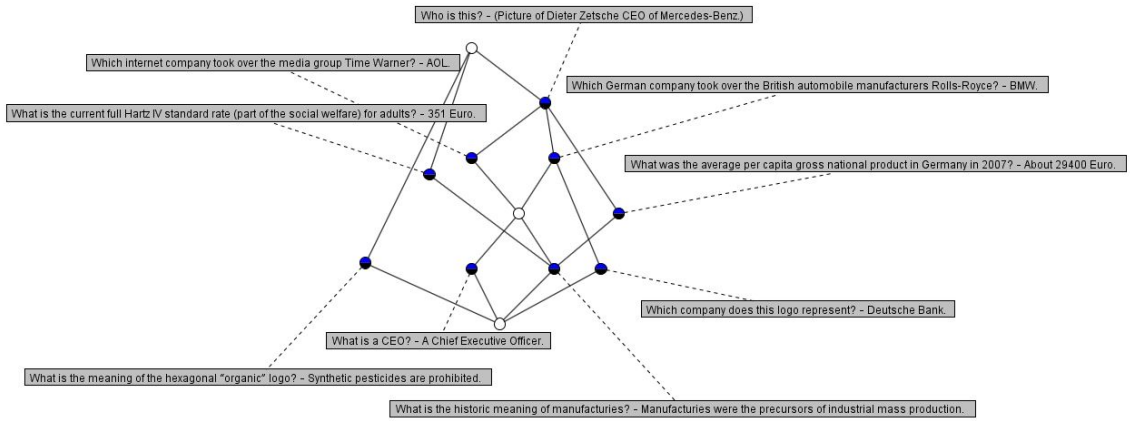 Who is this? - (Picture of Dieter Zetsche CEO of Mercedes-Benz.)
Which internet company took over the media group Time Warner? - AOL.
Which German company took over the British automobile manufacturers Rolls-Royce? - BMW.
What is the current full Hartz IV standard rate (part of the social welfare) for adults? - 351 Euro.
What was the average per capita gross national product in Germany in 2007? - About 29400 Euro.
Which company does this logo represent? - Deutsche Bank.
What is a CEO? - A Chief Executive Officer.
What is the meaning of the hexagonal "organic" logo? - Synthetic pesticides are prohibited.
What is the historic meaning of manufacturies? - Manufacturies were the precursors of industrial mass production.